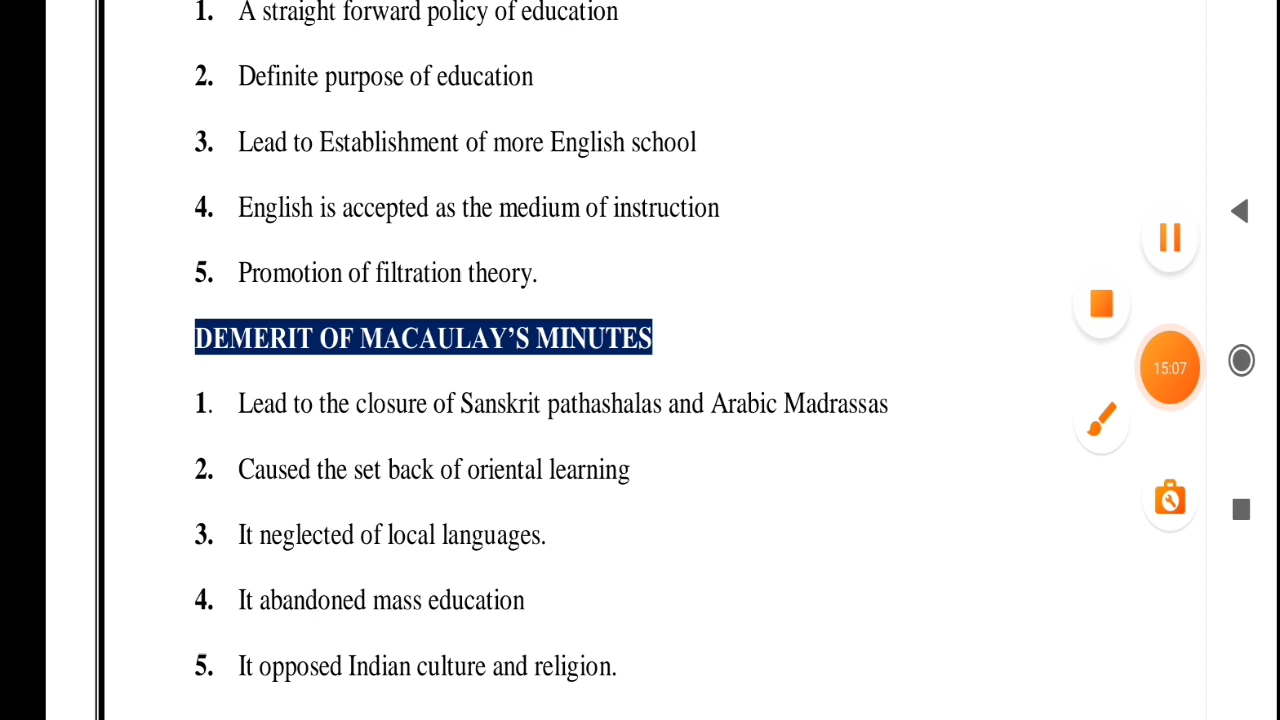 1. A straight forward policy of education
2. Definite purpose of education
3. Lead to Establishment of more English school
4. English is accepted as the medium of instruction
5. Promotion of filtration theory.
DEMERIT OF MACAULAY’S MINUTES
1. Lead to the closure of Sanskrit pathashalas and Arabic Madrassas
2. Caused the set back of oriental learning
3. It neglected of local languages.
4. It abandoned mass education
5. It opposed Indian culture and religion.
15:07